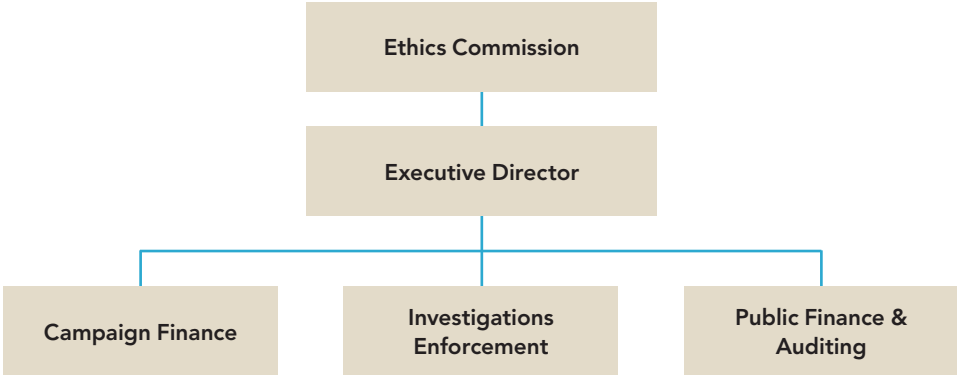 Ethics Commission
Executive Director
Campaign Finance
Investigations
Enforcement
Public Finance &
Auditing